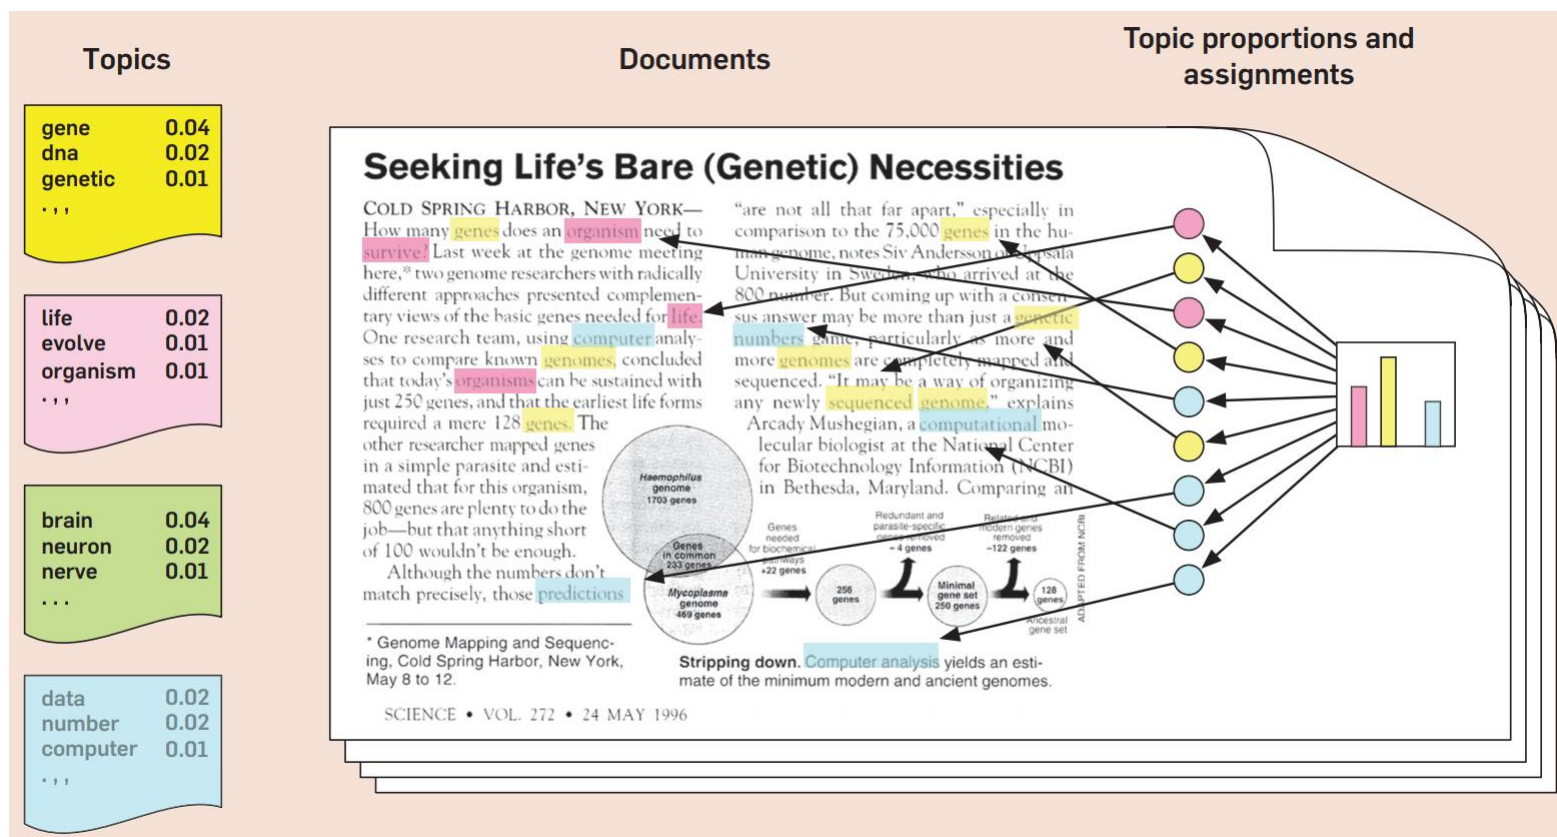 Topics
Documents
Topic proportions and
assignments
gene 0.04
dna 0.02
genetic 0.01
. , ,
life 0.02
evolve 0.01
organism 0.01
. , ,
brain 0.04
neuron 0.02
nerve 0.01
. . .
data 0.02
number 0.02
computer 0.01
. , ,
Seeking Life's Bare (Genetic) Necessities
COLD SPRING HARBOR, NEW YORK—
How many genes does an organism need to
survive? Last week at the genome meeting
here,* two genome researchers with radically
different approaches presented complemen-
tary views of the basic genes needed for life.
One research team, using computer analy-
ses to compare known genomes, concluded
that today's organisms can be sustained with
just 250 genes, and that the earliest life forms
required a mere 128 genes. The
other researcher mapped genes
in a simple parasite and esti-
mated that for this organism,
800 genes are plenty to do the
job—but that anything short
of 100 wouldn't be enough.
Although the numbers don't
match precisely, those predictions
* Genome Mapping and Sequenc-
ing, Cold Spring Harbor, New York,
May 8 to 12.
"are not all that far apart," especially in
comparison to the 75,000 genes in the hu-
man genome, notes Siv Andersson of Uppsala
University in Sweden, who arrived at the
800 number. But coming up with a consen-
sus answer may be more than just a genetic
numbers game, particularly as more and
more genomes are completely mapped and
sequenced. "It may be a way of organizing
any newly sequenced genome," explains
Arcady Mushegian, a computational mo-
lecular biologist at the National Center
for Biotechnology Information (NCBI)
in Bethesda, Maryland. Comparing an
Haemophilus
genome
1703 genes
Genes
in common
233 genes
Mycoplasma
genome
469 genes
Genes
needed
for biochemical
pathways
+22 genes
256
genes
Redundant and
parasite-specific
genes removed
– 4 genes
Minimal
gene set
250 genes
Related and
modern genes
removed
–122 genes
128
genes
Ancestral
gene set
ADAPTED FROM NCBI
Stripping down. Computer analysis yields an esti-
mate of the minimum modern and ancient genomes.
SCIENCE • VOL. 272 • 24 MAY 1996